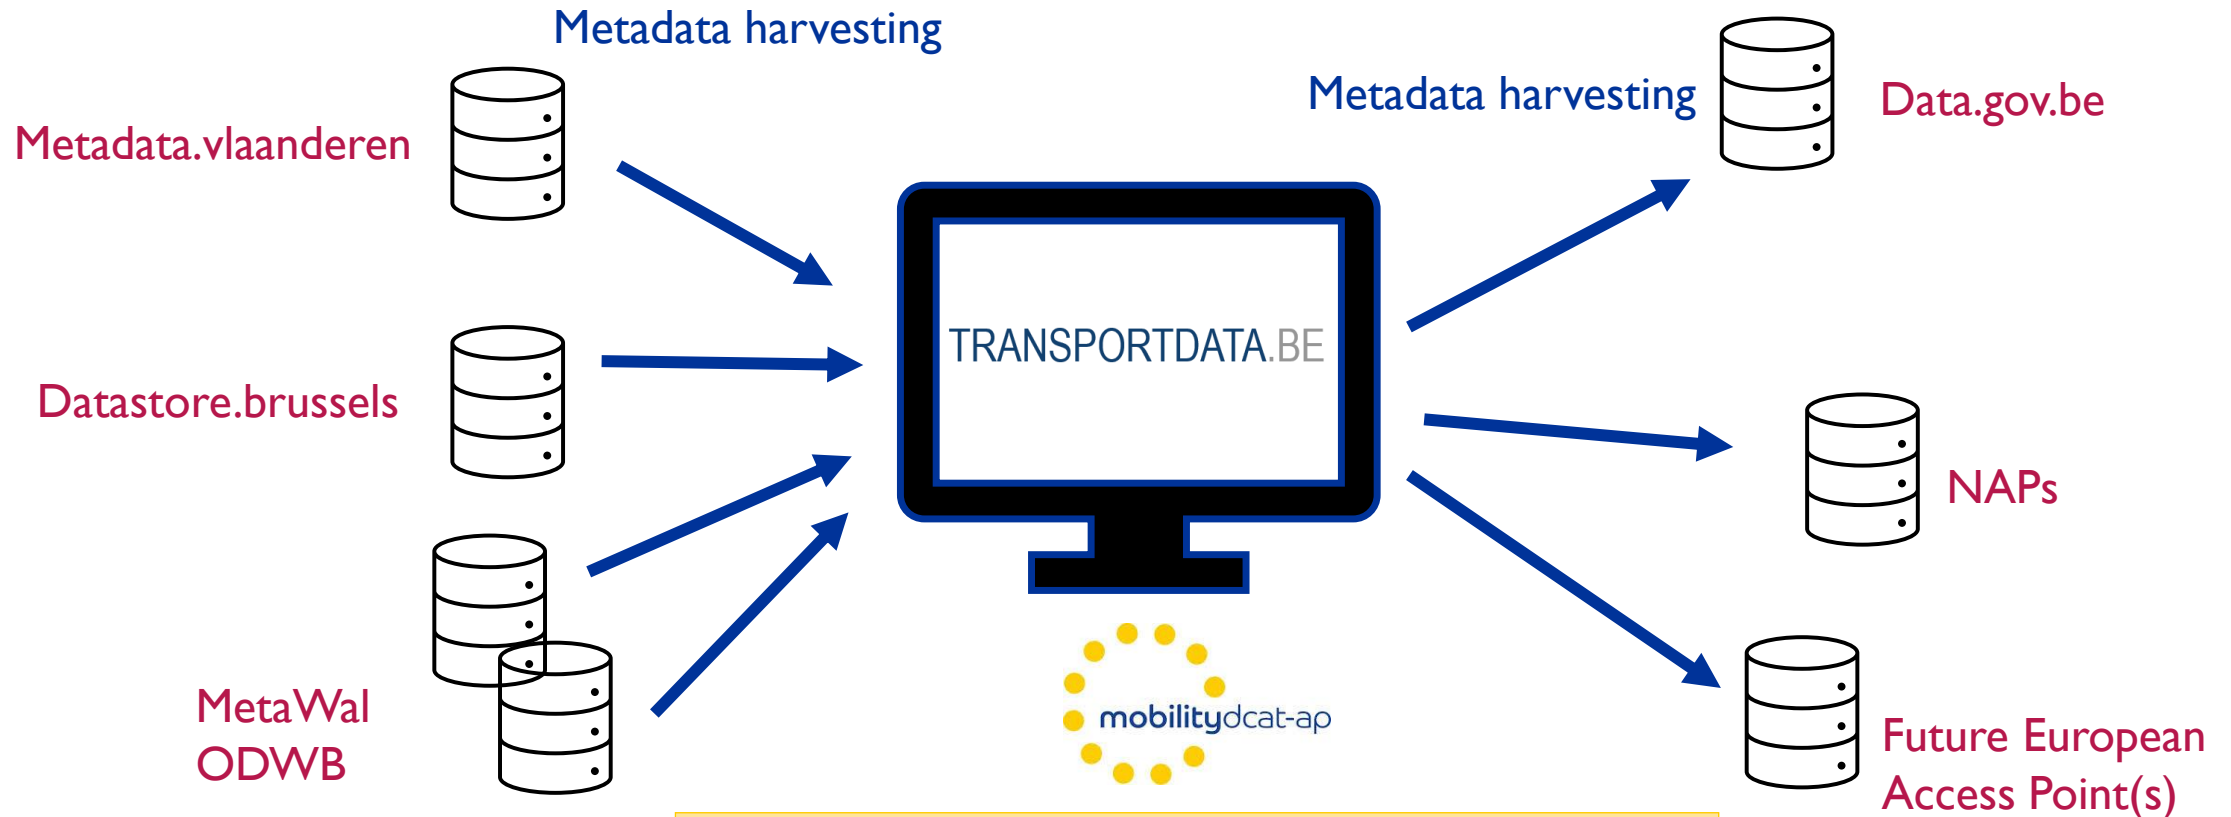 Metadata harvesting
Metadata harvesting
Metadata.vlaanderen
Data.gov.be
TRANSPORTDATA.BE
Datastore.brussels
NAPs
MetaWal
ODWB
mobilitydcat-ap
Future European
Access Point(s)